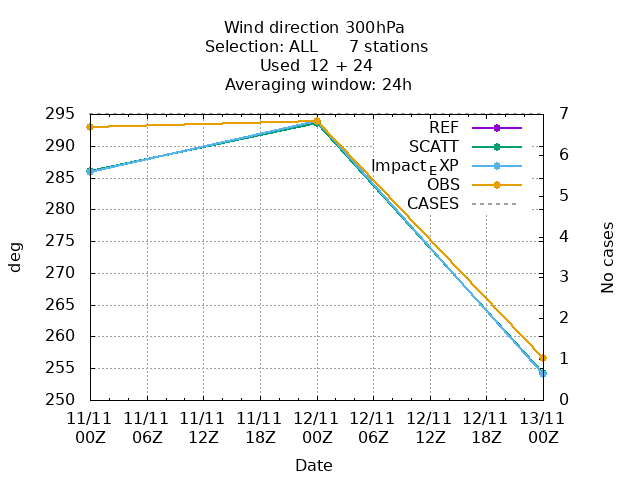 Wind direction 300hPa
Selection: ALL      7 stations
Used  12 + 24
Averaging window: 24h
295
290
285
280
275
270
265
260
255
250
7
6
5
4
3
2
1
0
REF
SCATT
Impact_EXP
OBS
CASES
deg
No cases
11/11 11/11 11/11 11/11 12/11 12/11 12/11 12/11 13/11
00Z 06Z 12Z 18Z 00Z 06Z 12Z 18Z 00Z
Date